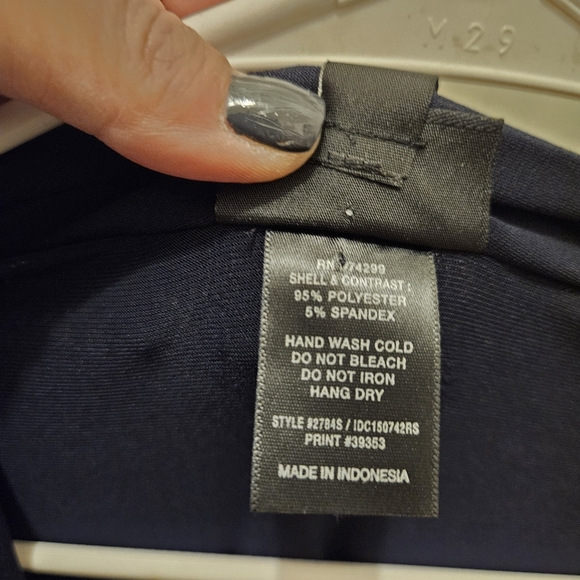 Y 29
RN #74299
SHELL & CONTRAST :
95% POLYESTER
5% SPANDEX
HAND WASH COLD
DO NOT BLEACH
DO NOT IRON
HANG DRY
STYLE #2784S / IDC150742RS
PRINT #39353
MADE IN INDONESIA